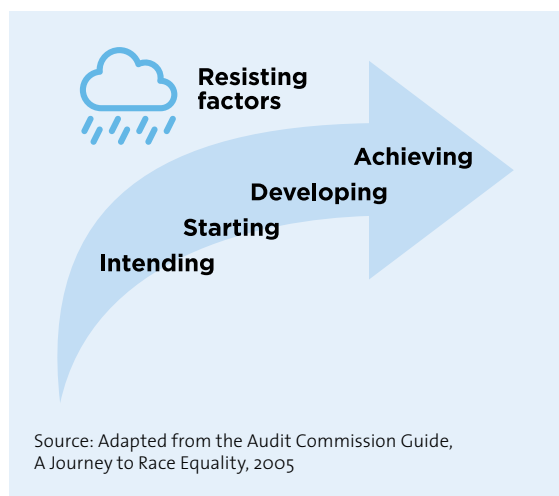 Resisting
factors
Achieving
Developing
Starting
Intending
Source: Adapted from the Audit Commission Guide,
A Journey to Race Equality, 2005